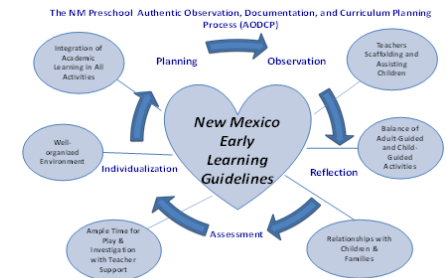 The NM Preschool Authentic Observation, Documentation, and Curriculum Planning
Process (AODCP)
Integration of
Academic
Learning in All
Activities
Planning
Observation
Teachers
Scaffolding and
Assisting
Children
New Mexico
Early
Learning
Guidelines
Well-
organized
Environment
Individualization
Balance of
Adult-Guided
and Child-
Guided
Activities
Reflection
Assessment
Ample Time for
Play &
Investigation
with Teacher
Support
Relationships with
Children &
Families